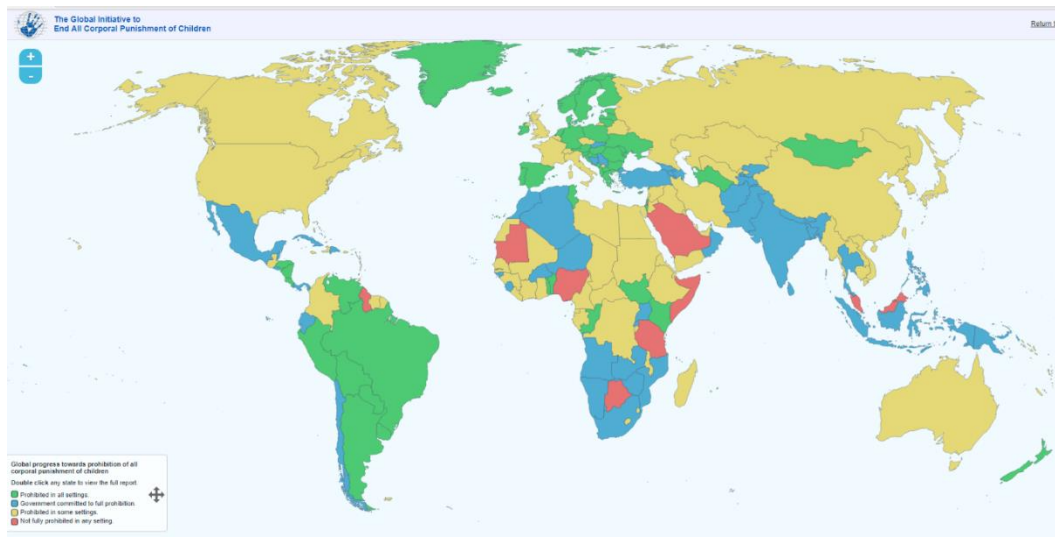 The Global Initiative to
End All Corporal Punishment of Children
Return t
+
-
Global progress towards prohibition of all
corporal punishment of children
Double click any state to view the full report
Prohibited in all settings.
Government committed to full prohibition.
Prohibited in some settings.
Not fully prohibited in any setting.